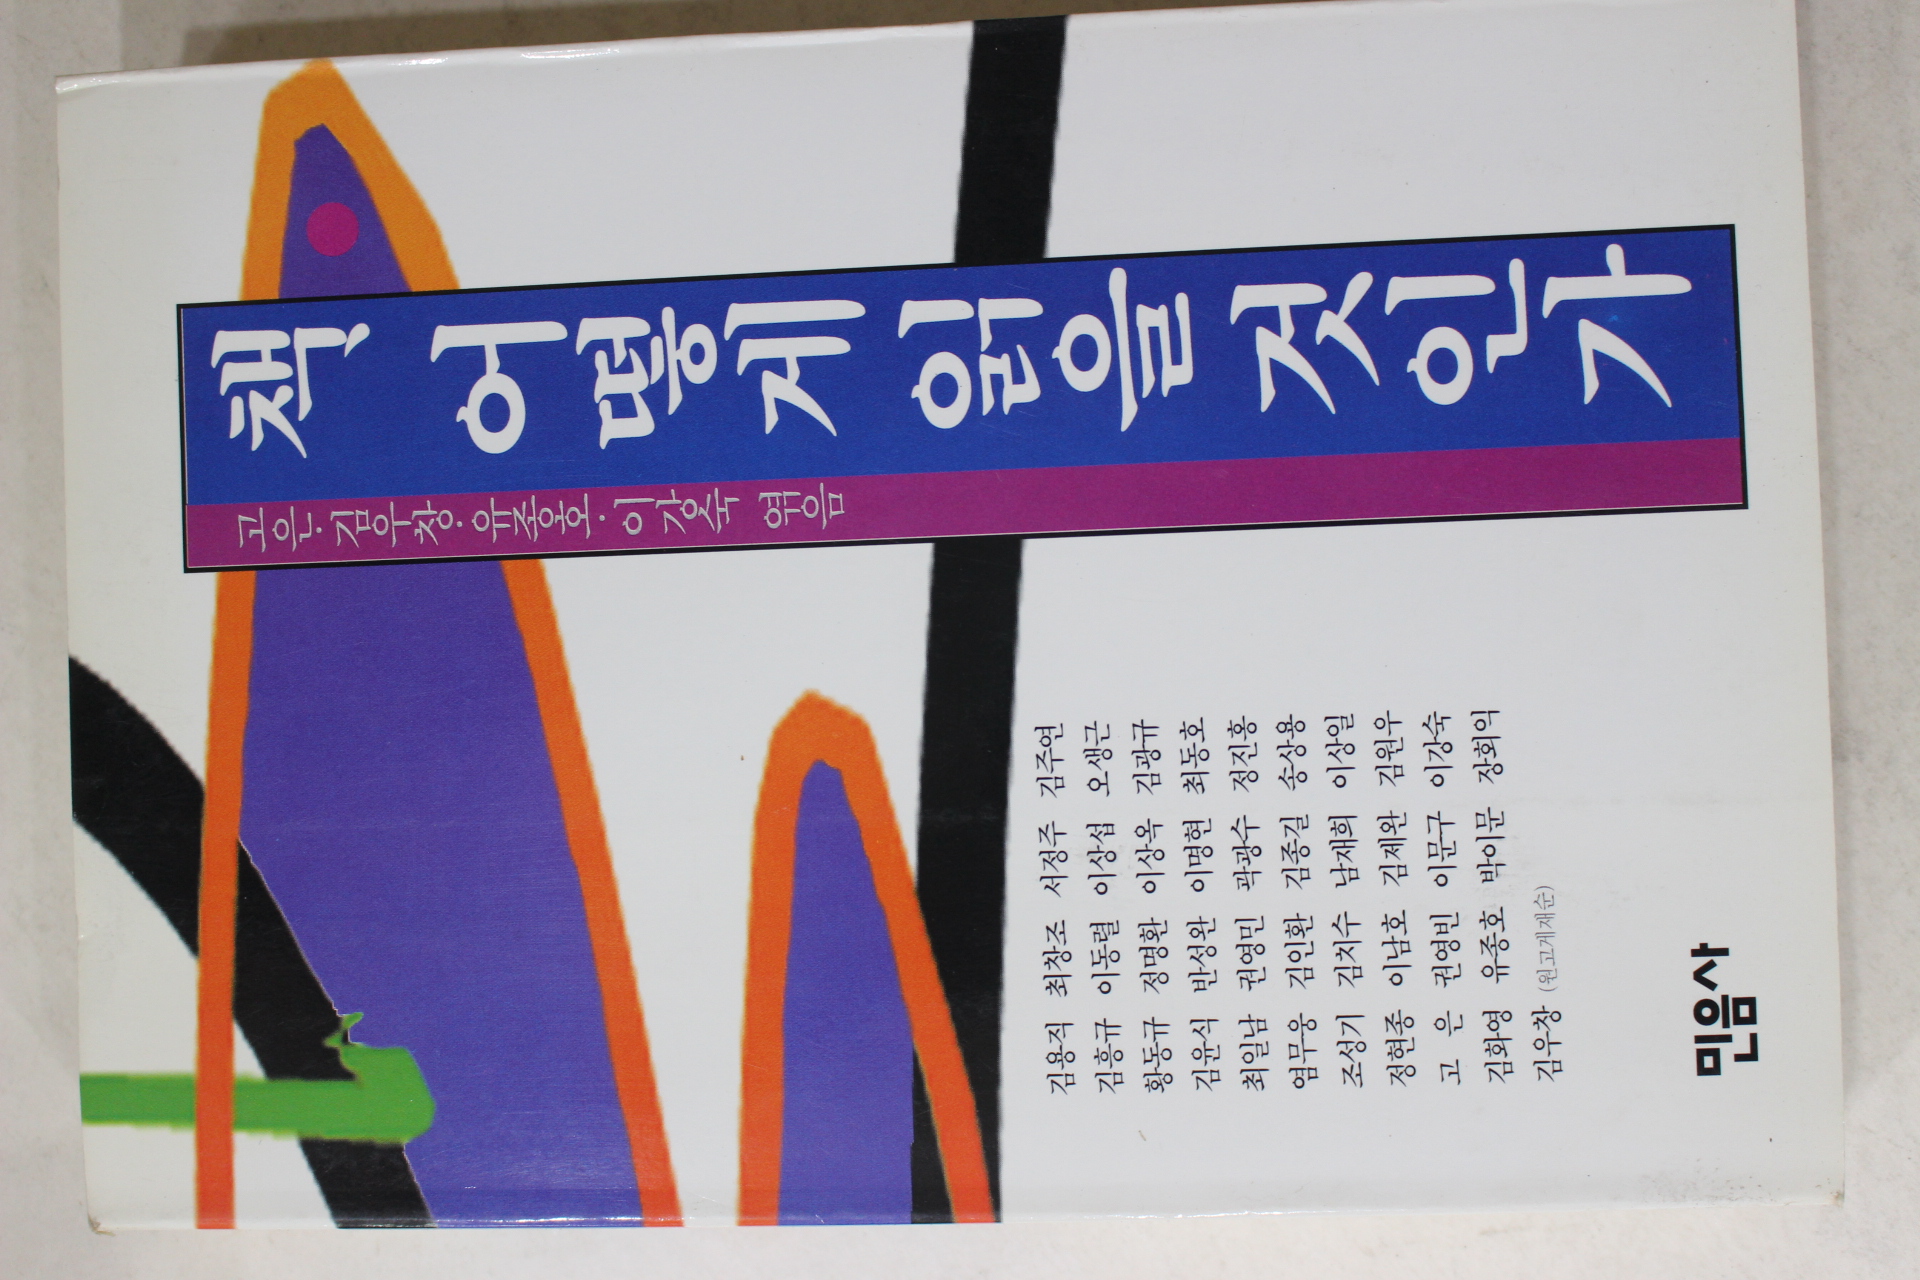 책 어떻게 읽을 것인가
고은·김우창·유종호·이강숙 엮음
김용직 최창조 서정주 김주연
김흥규 이동렬 이상섭 오생근
황동규 정명환 이상옥 김광규
김윤식 반성완 이명현 최동호
최일남 권영민 곽광수 정진홍
염무웅 김인환 김종길 송상용
조성기 김치수 남재희 이상일
정현종 이남호 김제완 김원우
고 은 권영빈 이문구 이강숙
김화영 유종호 박이문 장회익
김우창 (원고게재순)
민음사